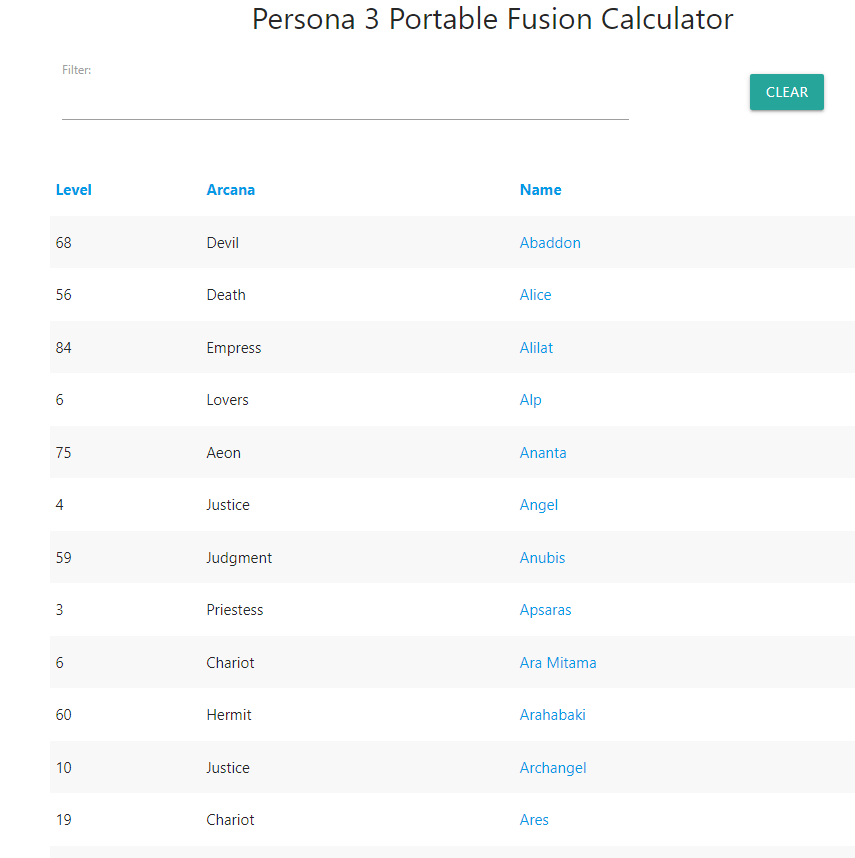 Persona 3 Portable Fusion Calculator
Filter:
CLEAR
Level Arcana Name
68 Devil Abaddon
56 Death Alice
84 Empress Alilat
6 Lovers Alp
75 Aeon Ananta
4 Justice Angel
59 Judgment Anubis
3 Priestess Apsaras
6 Chariot Ara Mitama
60 Hermit Arahabaki
10 Justice Archangel
19 Chariot Ares